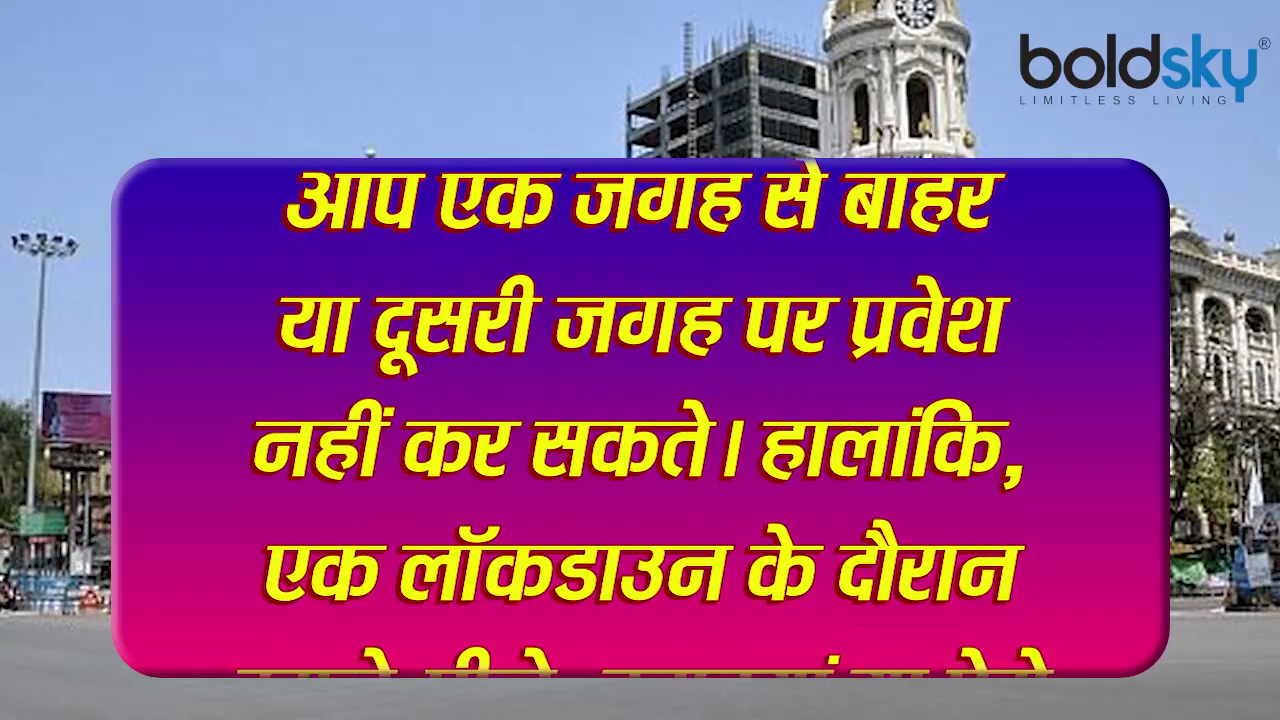 boldsky®
LIMITLESS LIVING
आप एक जगह से बाहर
या दूसरी जगह पर प्रवेश
नहीं कर सकते। हालांकि,
एक लॉकडाउन के दौरान